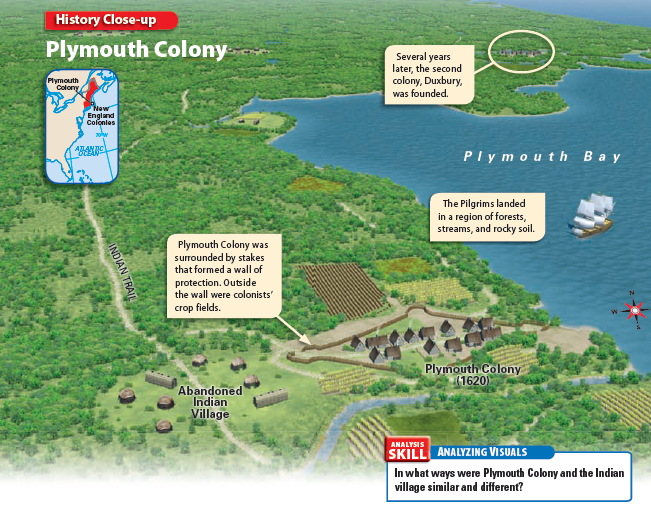 History Close-up
Plymouth Colony
Plymouth
Colony
New
England
Colonies
70°W
ATLANTIC
OCEAN
Several years
later, the second
colony, Duxbury,
was founded.
Plymouth Bay
The Pilgrims landed
in a region of forests,
streams, and rocky soil.
INDIAN TRAIL
Plymouth Colony was
surrounded by stakes
that formed a wall of
protection. Outside
the wall were colonists’
crop fields.
N
W
S
Plymouth Colony
(1620)
Abandoned
Indian
Village
ANALYSIS
SKILL
ANALYZING VISUALS
In what ways were Plymouth Colony and the Indian
village similar and different?